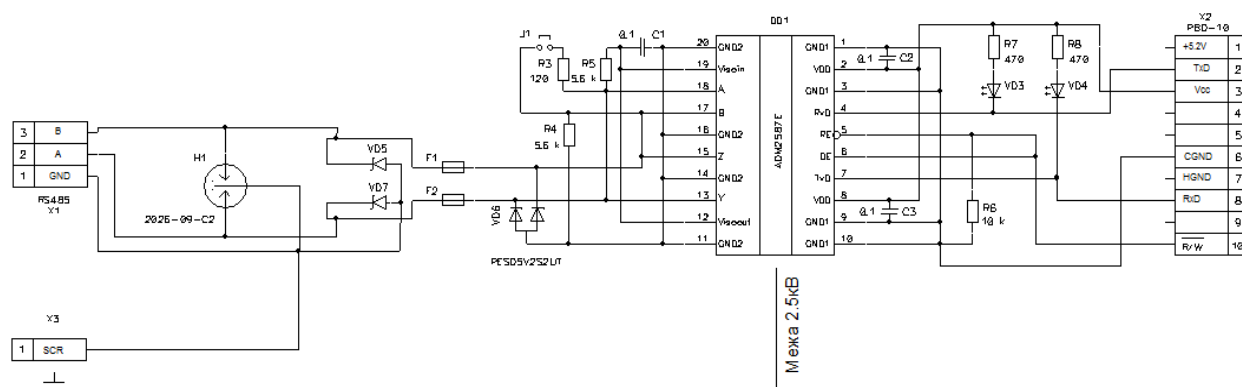 DD1
X2
PBD-10
J1
0.1 C1
R3
120
R5
5.6 k
R4
5.6 k
20 GND2
19 Visoin
18 A
17 B
16 GND2
15 Z
14 GND2
13 Y
12 Visoout
11 GND2
ADM2587E
GND1 1
VDD 2
GND1 3
RxD 4
RE 5
DE 6
TxD 7
VDD 8
GND1 9
GND1 10
0.1 C2
0.1 C3
R7
470
R8
470
VD3
VD4
R6
10 k
+5.2V 1
TxD 2
Vcc 3
4
5
CGND 6
HGND 7
RxD 8
9
R/W 10
3 B
2 A
1 GND
RS485
X1
H1
2026-09-C2
VD5
VD7
F1
F2
VD6
PESD5V2S2UT
X3
1 SCR
Межа 2.5кВ